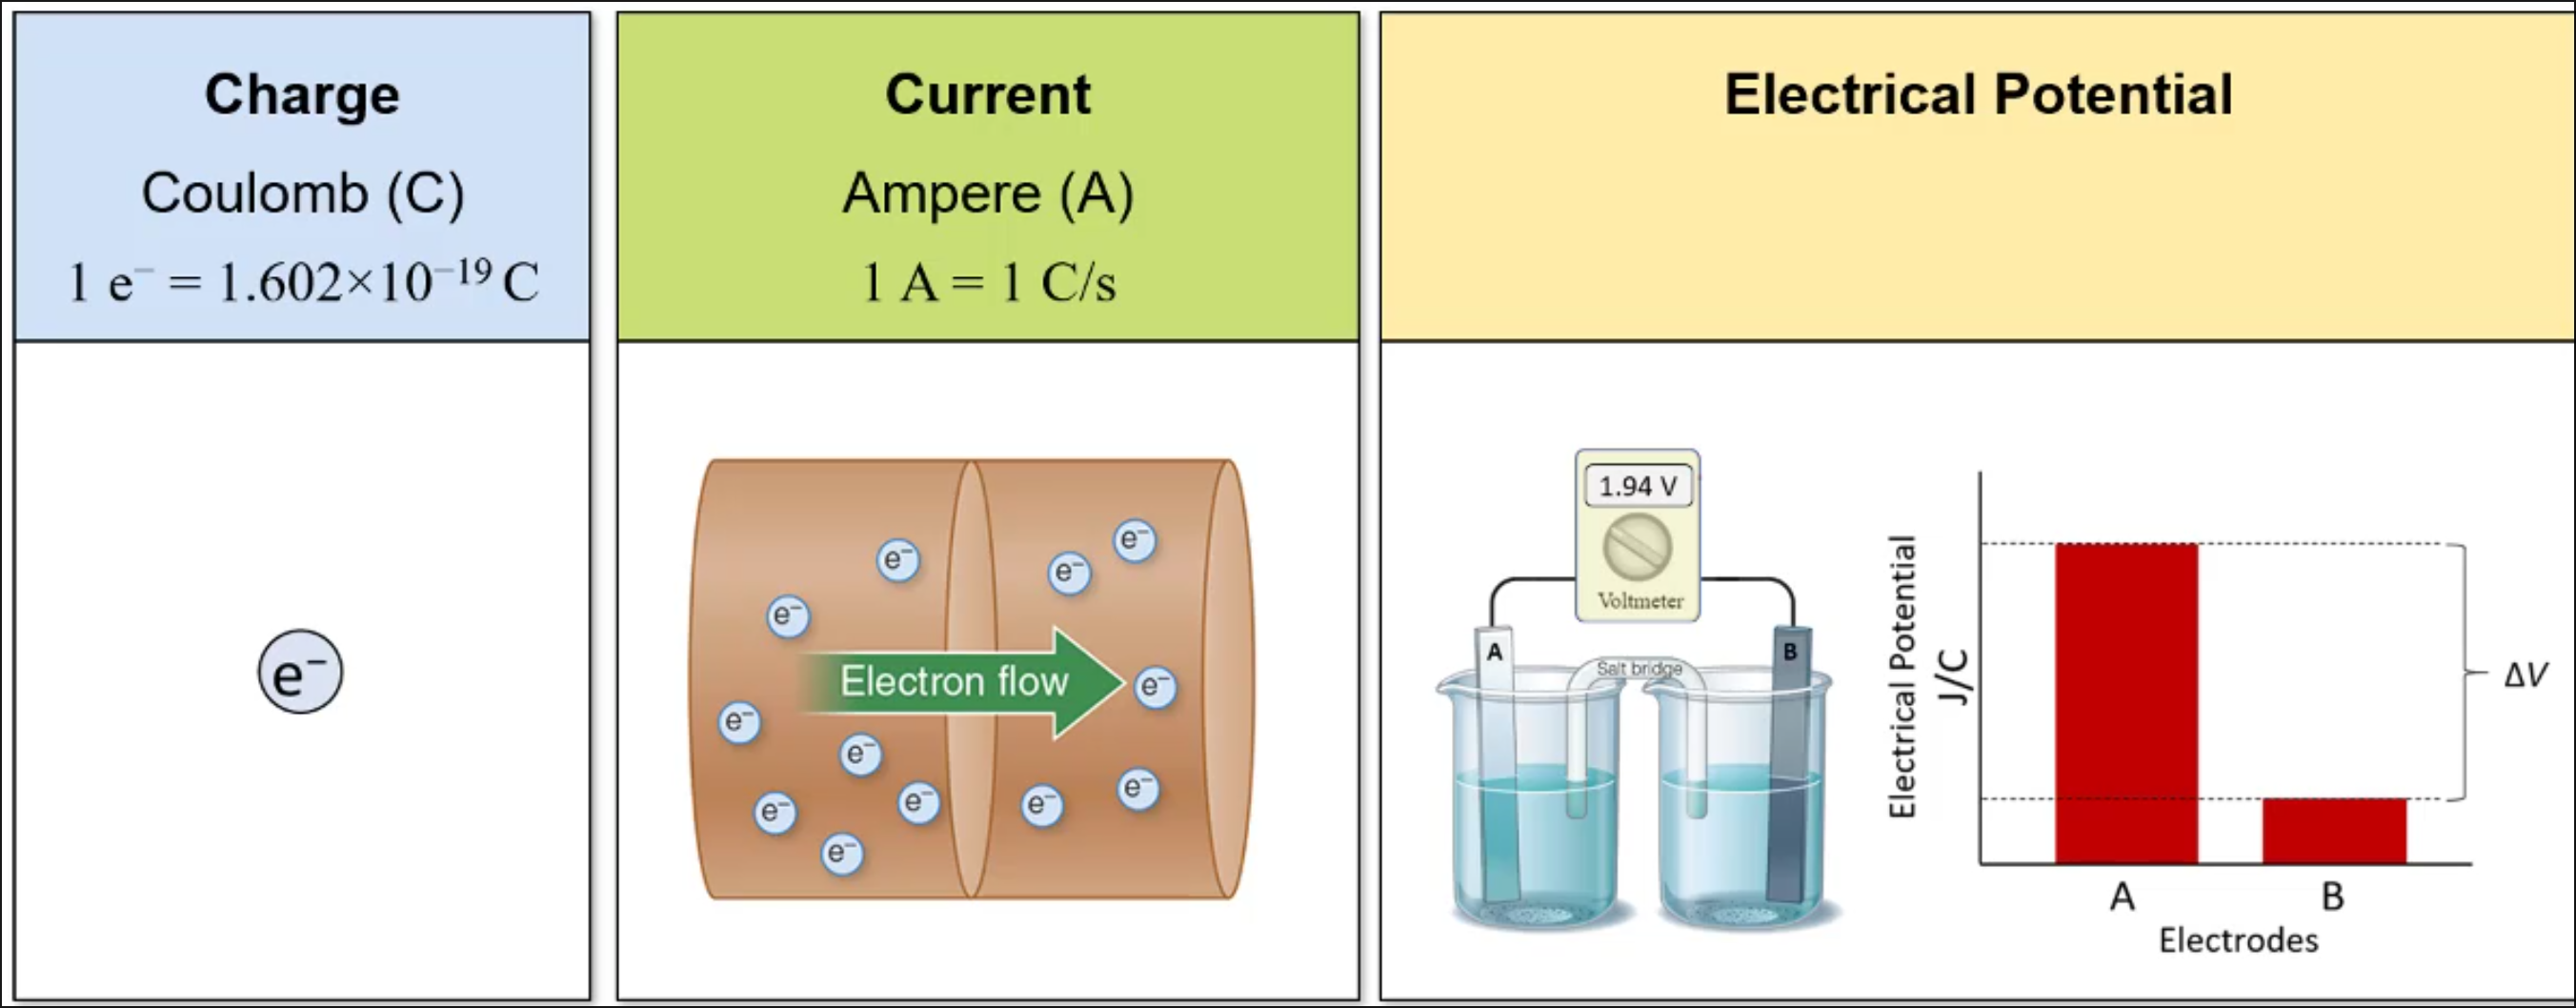 Charge
Coulomb (C)
1 e⁻ = 1.602×10⁻¹⁹ C
e⁻
Current
Ampere (A)
1 A = 1 C/s
e⁻
e⁻
e⁻
e⁻
Electron flow
e⁻
e⁻
e⁻
e⁻
e⁻
e⁻
e⁻
e⁻
Electrical Potential
1.94 V
Voltmeter
A
B
Salt bridge
Electrical Potential
J/C
ΔV
A
B
Electrodes